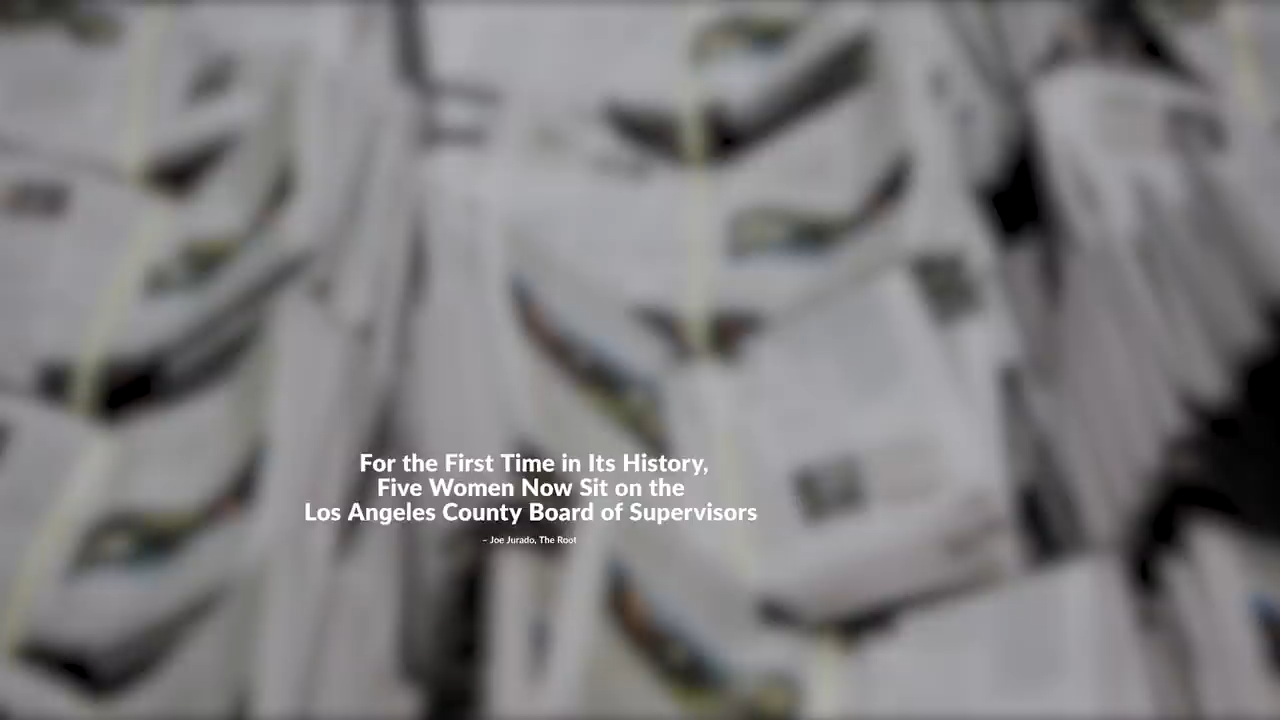 For the First Time in Its History,
Five Women Now Sit on the
Los Angeles County Board of Supervisors
– Joe Jurado, The Root